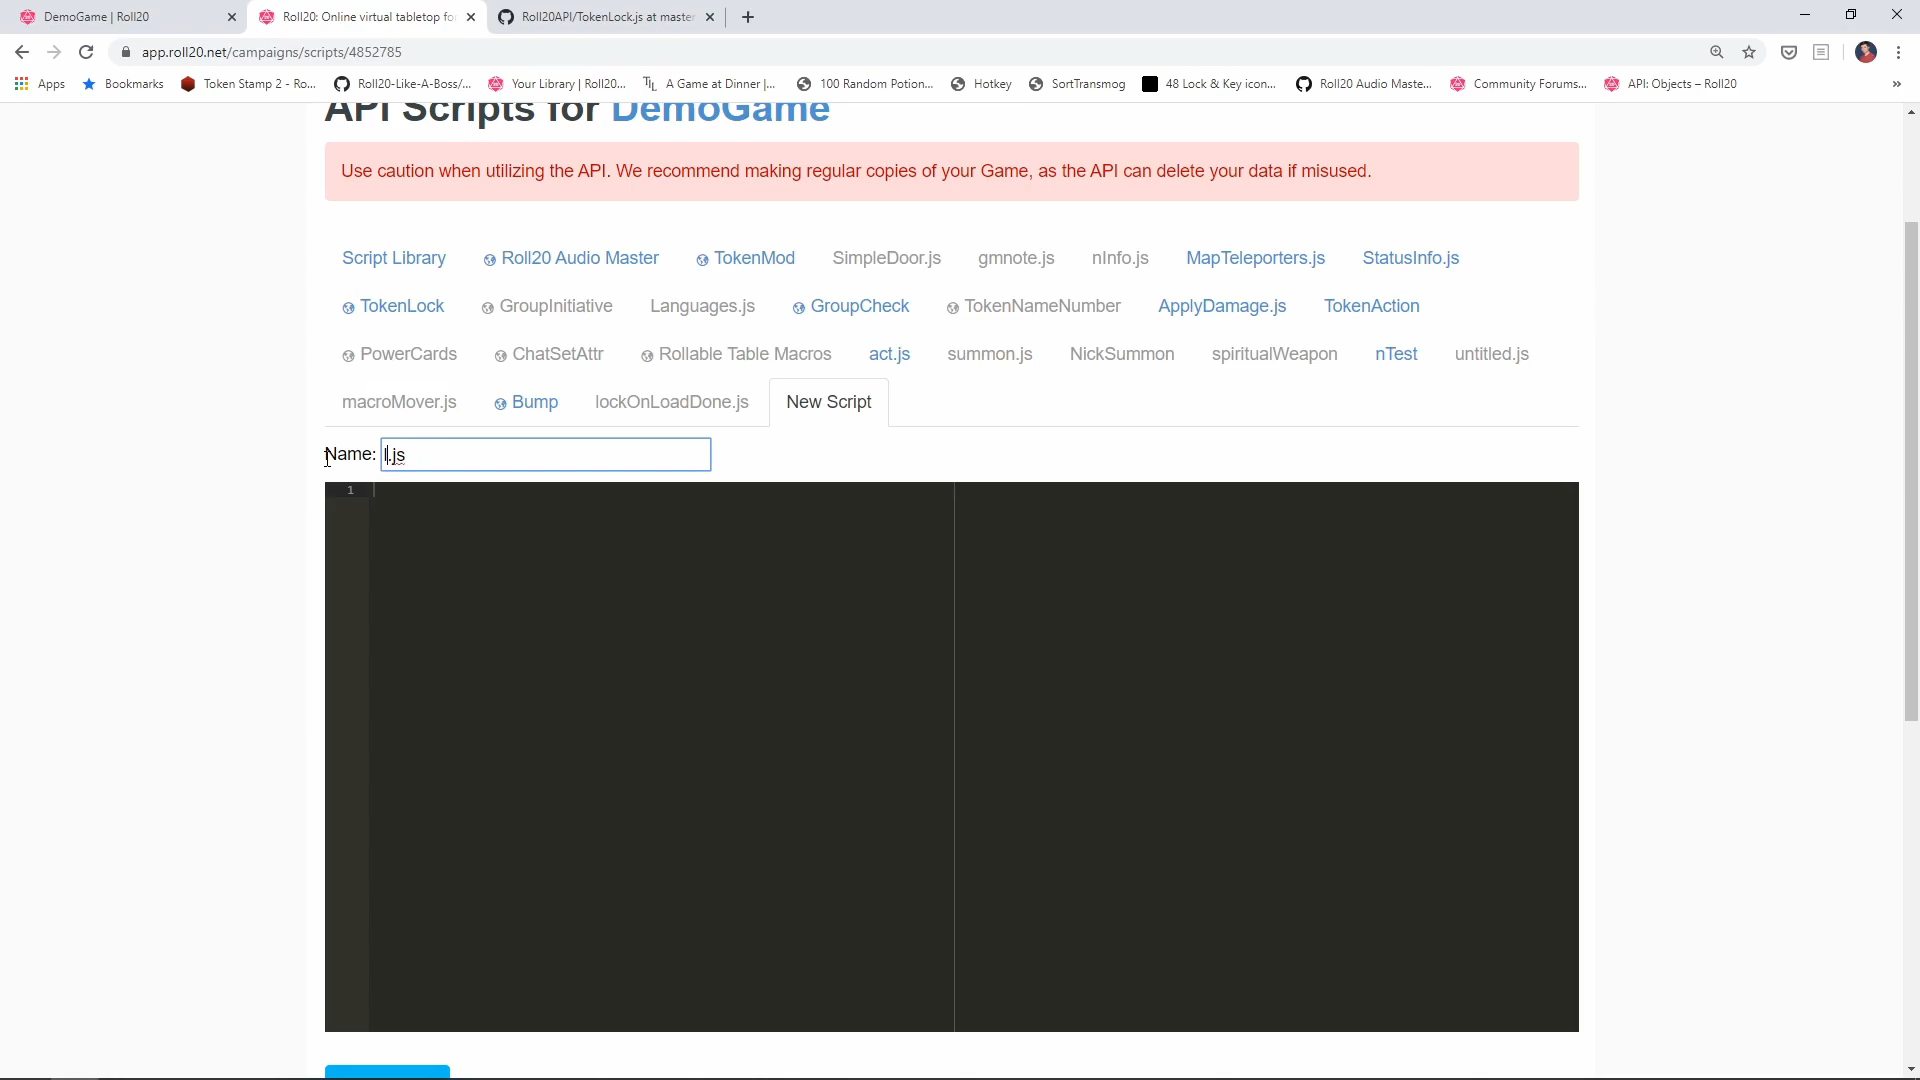 DemoGame | Roll20
Roll20: Online virtual tabletop fo
Roll20API/TokenLock.js at master
app.roll20.net/campaigns/scripts/4852785
Apps
Bookmarks
Token Stamp 2 - Ro...
Roll20-Like-A-Boss/...
Your Library | Roll20...
A Game at Dinner |...
100 Random Potion...
Hotkey
SortTransmog
48 Lock & Key icon...
Roll20 Audio Maste...
Community Forums...
API: Objects – Roll20
»
API Scripts for DemoGame
Use caution when utilizing the API. We recommend making regular copies of your Game, as the API can delete your data if misused.
Script Library Roll20 Audio Master TokenMod SimpleDoor.js gmnote.js nInfo.js MapTeleporters.js StatusInfo.js
TokenLock GroupInitiative Languages.js GroupCheck TokenNameNumber ApplyDamage.js TokenAction
PowerCards ChatSetAttr Rollable Table Macros act.js summon.js NickSummon spiritualWeapon nTest untitled.js
macroMover.js Bump lockOnLoadDone.js New Script
Name: l.js
1